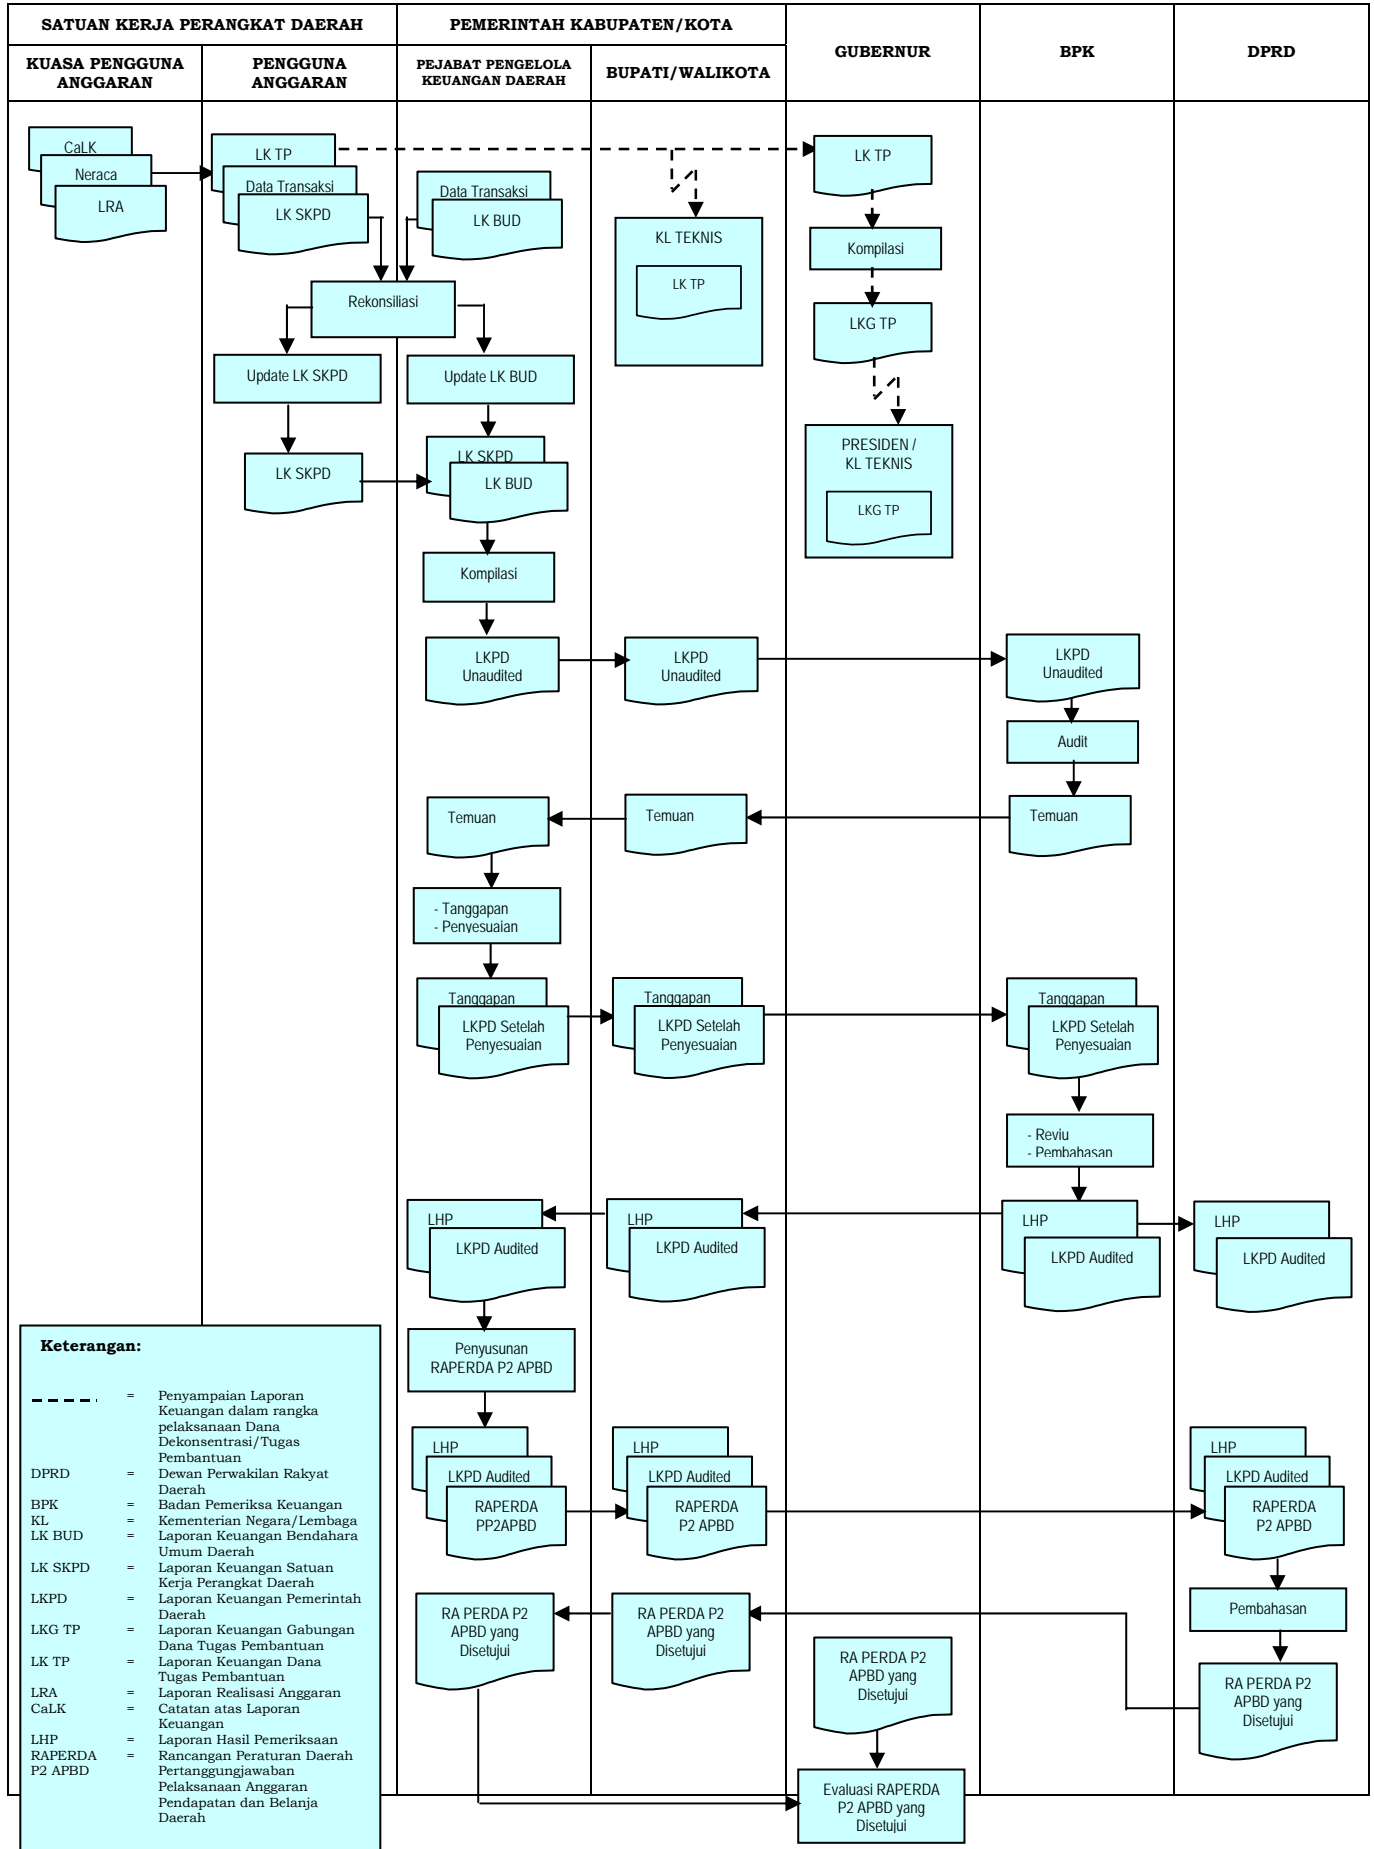 SATUAN KERJA PERANGKAT DAERAH
PEMERINTAH KABUPATEN/KOTA
GUBERNUR
BPK
DPRD
KUASA PENGGUNA
ANGGARAN
PENGGUNA
ANGGARAN
PEJABAT PENGELOLA
KEUANGAN DAERAH
BUPATI/WALIKOTA
CaLK
Neraca
LRA
LK TP
Data Transaksi
LK SKPD
Data Transaksi
LK BUD
KL TEKNIS
LK TP
LK TP
Kompilasi
LKG TP
PRESIDEN /
KL TEKNIS
LKG TP
Rekonsiliasi
Update LK SKPD
Update LK BUD
LK SKPD
LK SKPD
LK BUD
Kompilasi
LKPD
Unaudited
LKPD
Unaudited
LKPD
Unaudited
Audit
Temuan
Temuan
Temuan
- Tanggapan
- Penyesuaian
Tanggapan
LKPD Setelah
Penyesuaian
Tanggapan
LKPD Setelah
Penyesuaian
Tanggapan
LKPD Setelah
Penyesuaian
- Reviu
- Pembahasan
LHP
LKPD Audited
LHP
LKPD Audited
LHP
LKPD Audited
LHP
LKPD Audited
Penyusunan
RAPERDA P2 APBD
LHP
LKPD Audited
RAPERDA
PP2APBD
LHP
LKPD Audited
RAPERDA
P2 APBD
LHP
LKPD Audited
RAPERDA
P2 APBD
Pembahasan
RA PERDA P2
APBD yang
Disetujui
RA PERDA P2
APBD yang
Disetujui
RA PERDA P2
APBD yang
Disetujui
RA PERDA P2
APBD yang
Disetujui
Evaluasi RAPERDA
P2 APBD yang
Disetujui
Keterangan:
= Penyampaian Laporan
Keuangan dalam rangka
pelaksanaan Dana
Dekonsentrasi/Tugas
Pembantuan
DPRD = Dewan Perwakilan Rakyat
Daerah
BPK = Badan Pemeriksa Keuangan
KL = Kementerian Negara/Lembaga
LK BUD = Laporan Keuangan Bendahara
Umum Daerah
LK SKPD = Laporan Keuangan Satuan
Kerja Perangkat Daerah
LKPD = Laporan Keuangan Pemerintah
Daerah
LKG TP = Laporan Keuangan Gabungan
Dana Tugas Pembantuan
LK TP = Laporan Keuangan Dana
Tugas Pembantuan
LRA = Laporan Realisasi Anggaran
CaLK = Catatan atas Laporan
Keuangan
LHP = Laporan Hasil Pemeriksaan
RAPERDA = Rancangan Peraturan Daerah
P2 APBD Pertanggungjawaban
Pelaksanaan Anggaran
Pendapatan dan Belanja
Daerah